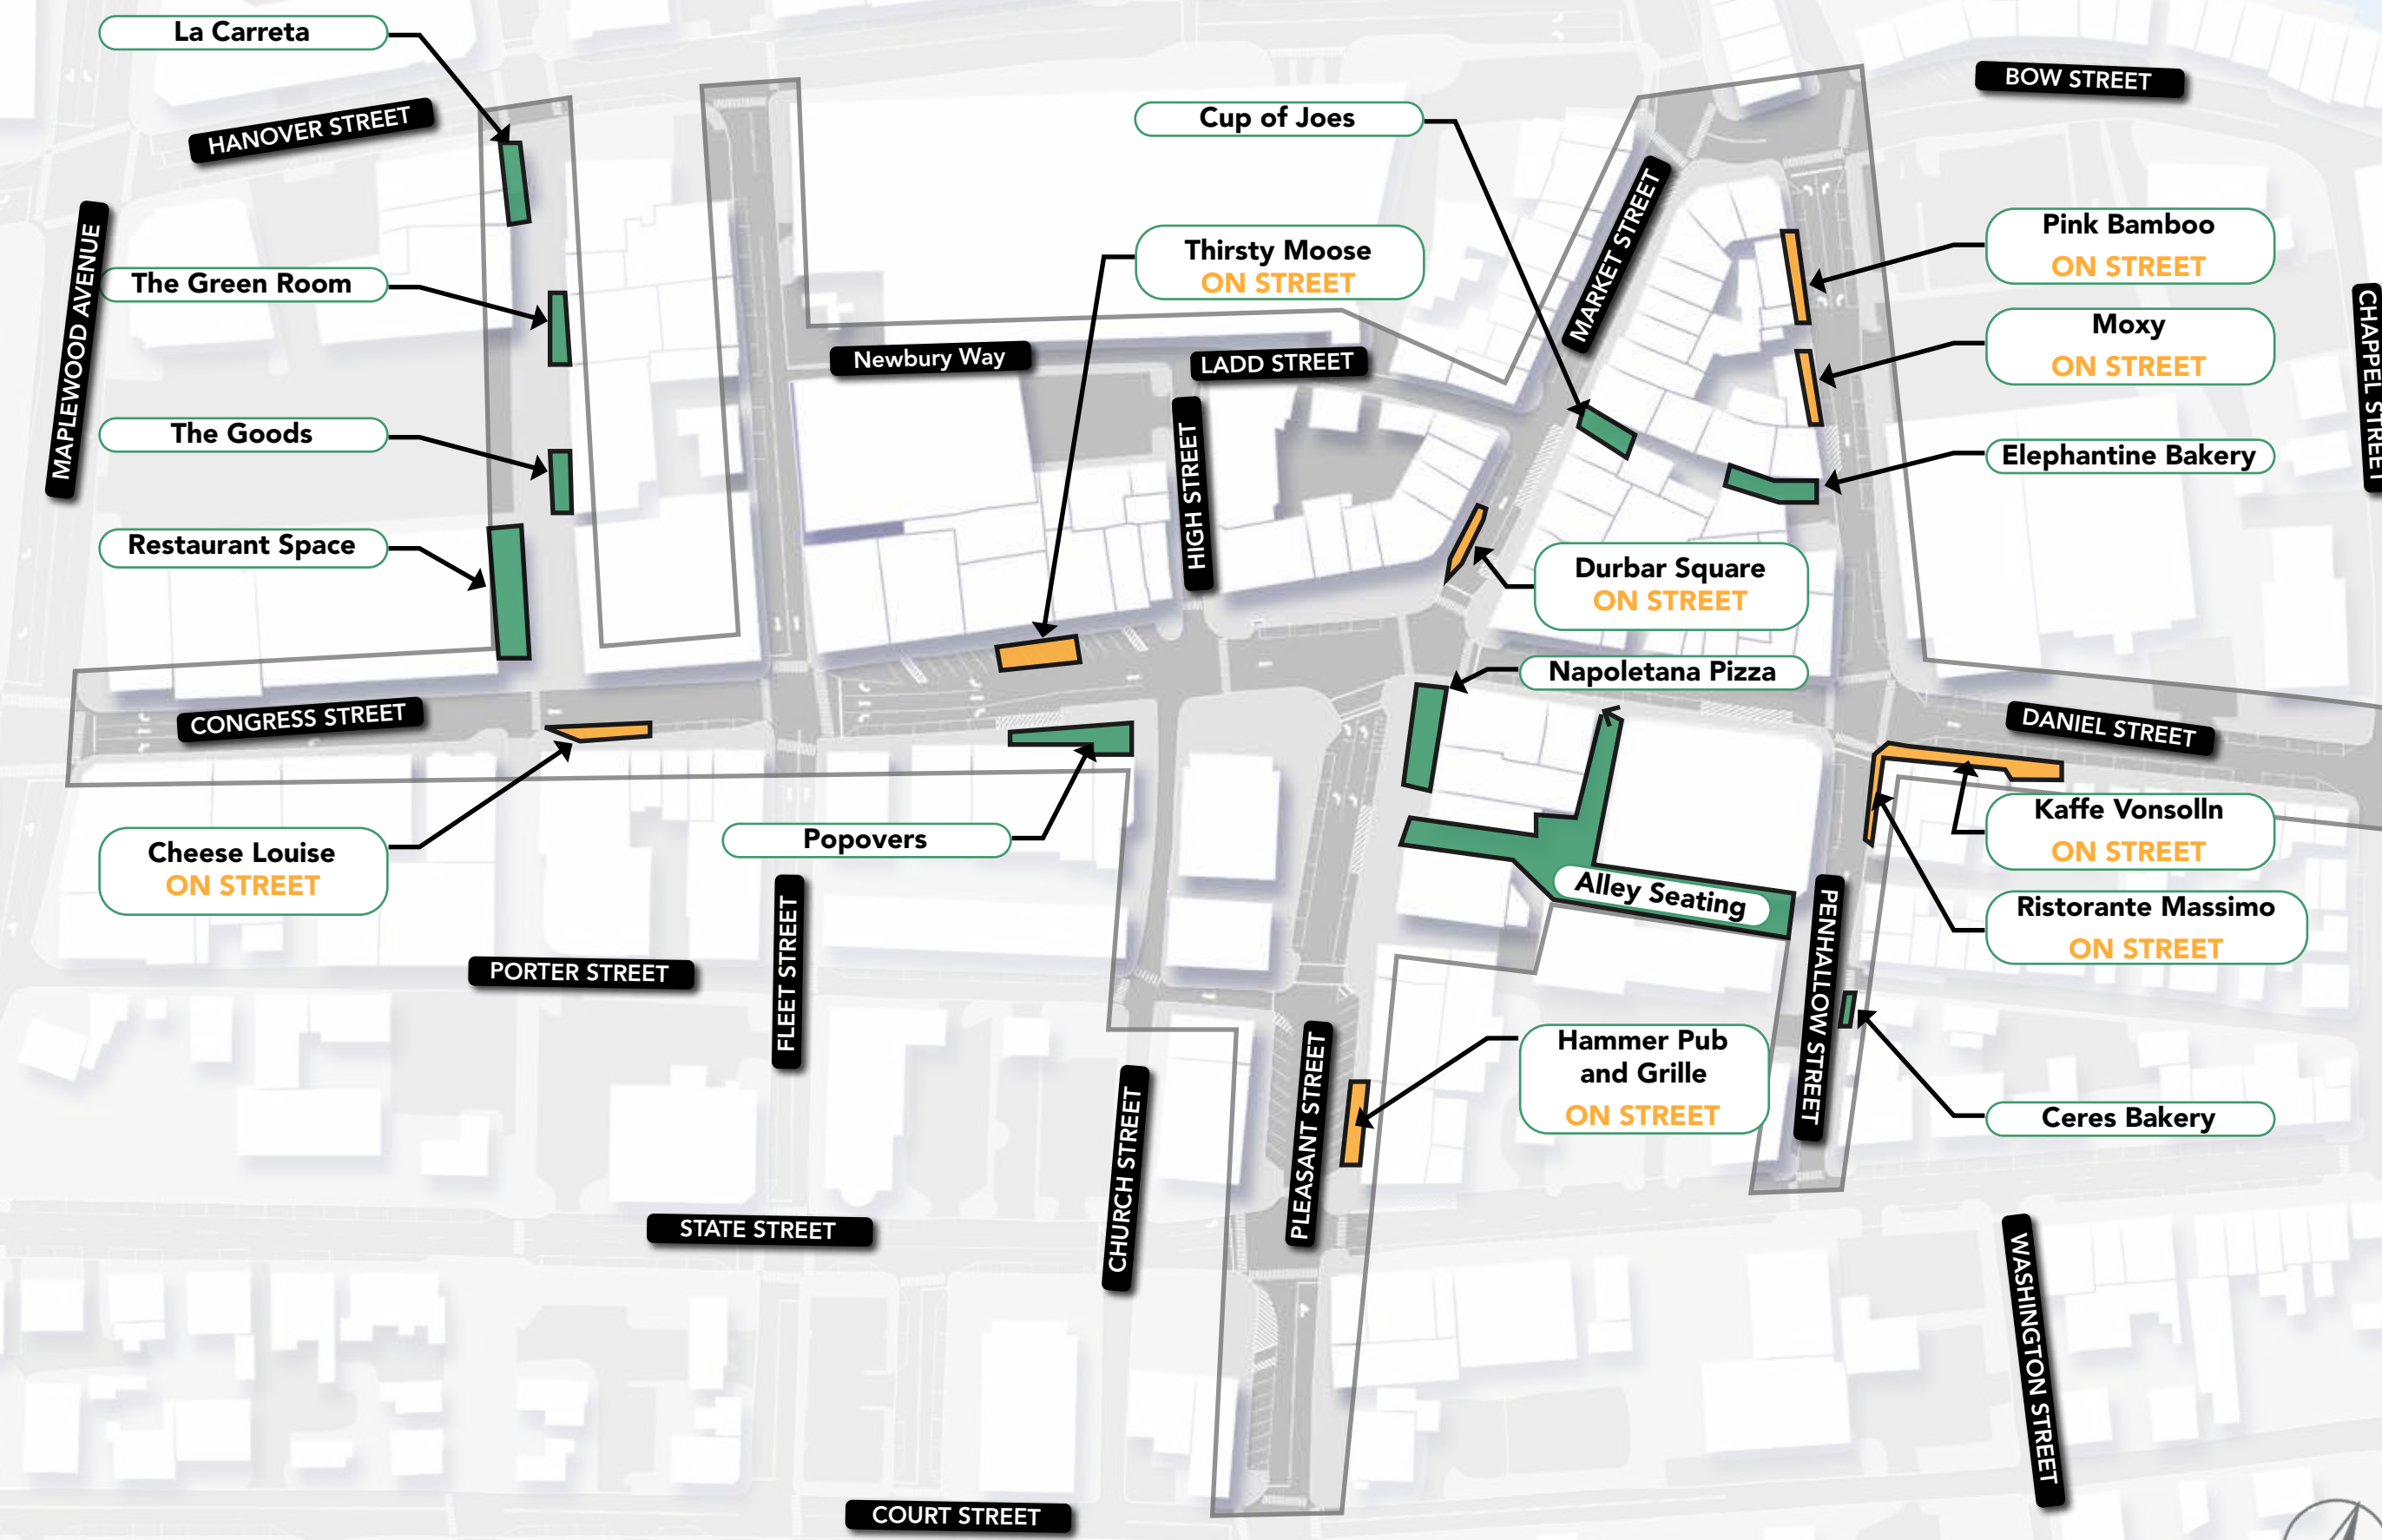 La Carreta
HANOVER STREET
MAPLEWOOD AVENUE
The Green Room
The Goods
Restaurant Space
CONGRESS STREET
Cheese Louise
ON STREET
Popovers
PORTER STREET
FLEET STREET
STATE STREET
CHURCH STREET
COURT STREET
Newbury Way
LADD STREET
HIGH STREET
Thirsty Moose
ON STREET
Cup of Joes
MARKET STREET
BOW STREET
Pink Bamboo
ON STREET
Moxy
ON STREET
Elephantine Bakery
CHAPPEL STREET
Durbar Square
ON STREET
Napoletana Pizza
DANIEL STREET
Kaffe Vonsolln
ON STREET
Ristorante Massimo
ON STREET
Alley Seating
PENHALLOW STREET
PLEASANT STREET
Hammer Pub
and Grille
ON STREET
Ceres Bakery
WASHINGTON STREET